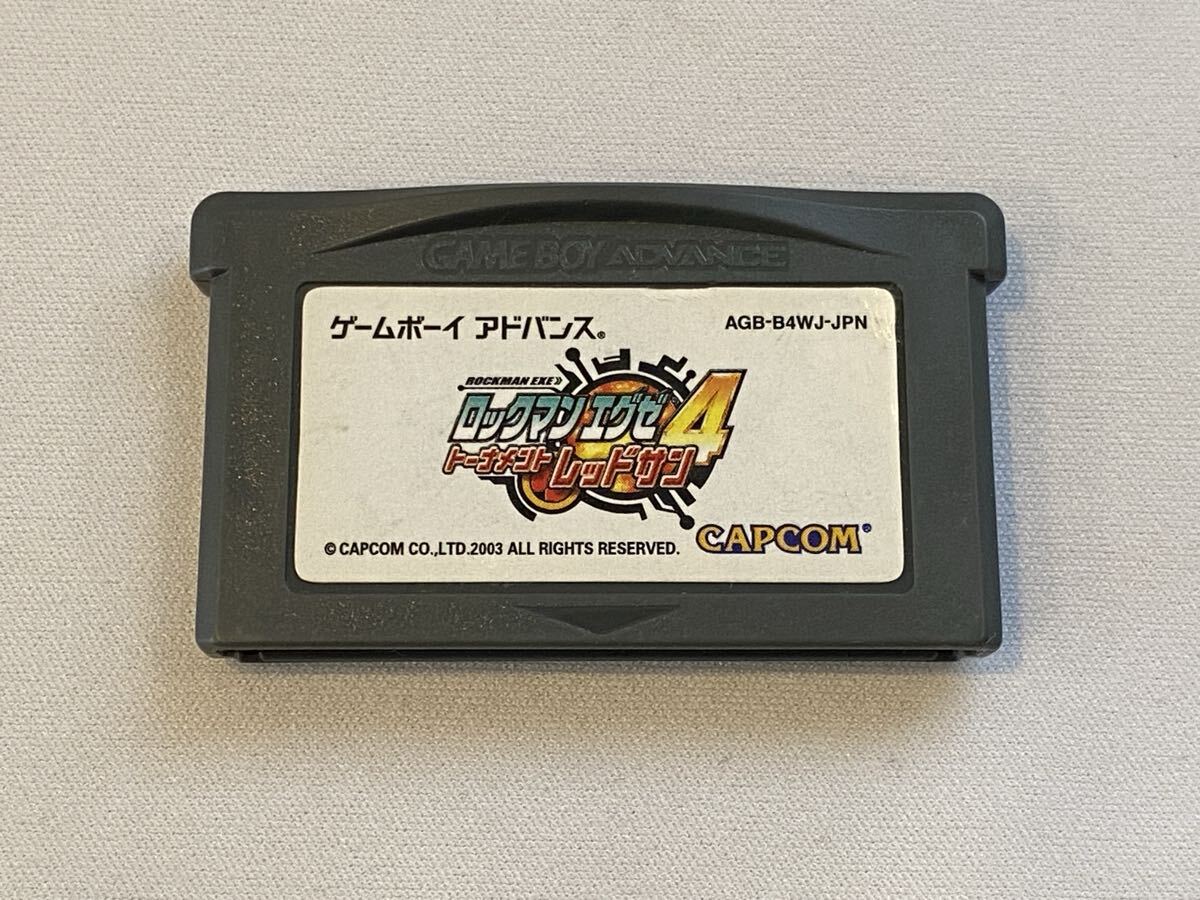 GAME BOY ADVANCE
ゲームボーイ アドバンス®
AGB-B4WJ-JPN
ROCKMAN EXE
ロックマン エグゼ4
トーナメント レッドサン
© CAPCOM CO.,LTD.2003 ALL RIGHTS RESERVED.
CAPCOM®